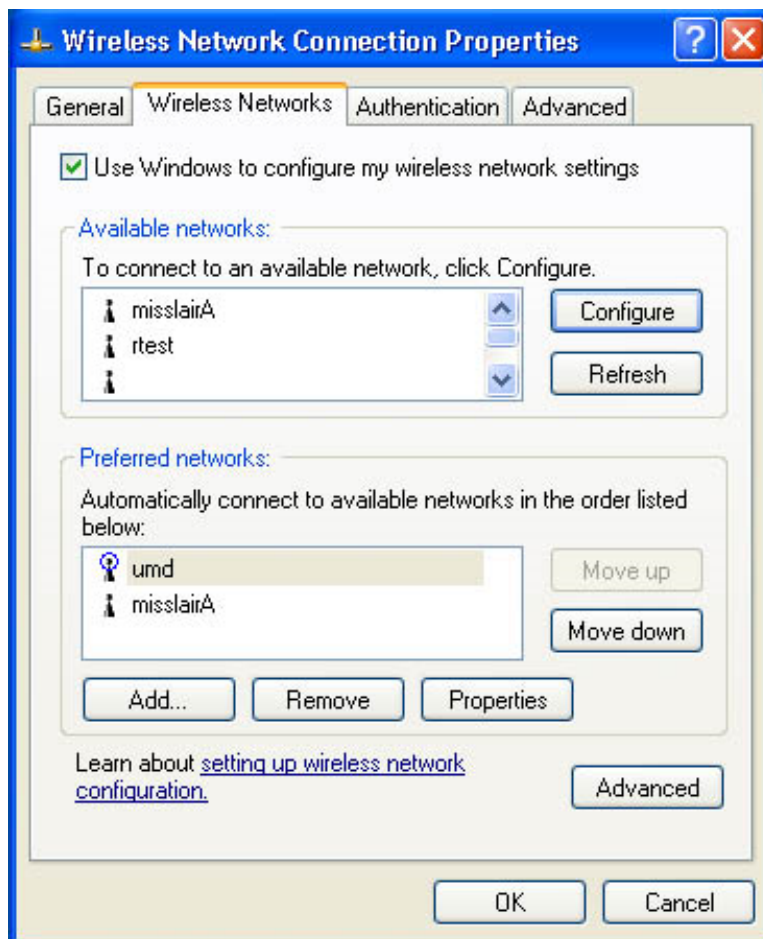 Wireless Network Connection Properties
General
Wireless Networks
Authentication
Advanced
Use Windows to configure my wireless network settings
Available networks:
To connect to an available network, click Configure.
misslairA
rtest
Configure
Refresh
Preferred networks:
Automatically connect to available networks in the order listed
below:
umd
misslairA
Move up
Move down
Add...
Remove
Properties
Learn about setting up wireless network
configuration.
Advanced
OK
Cancel